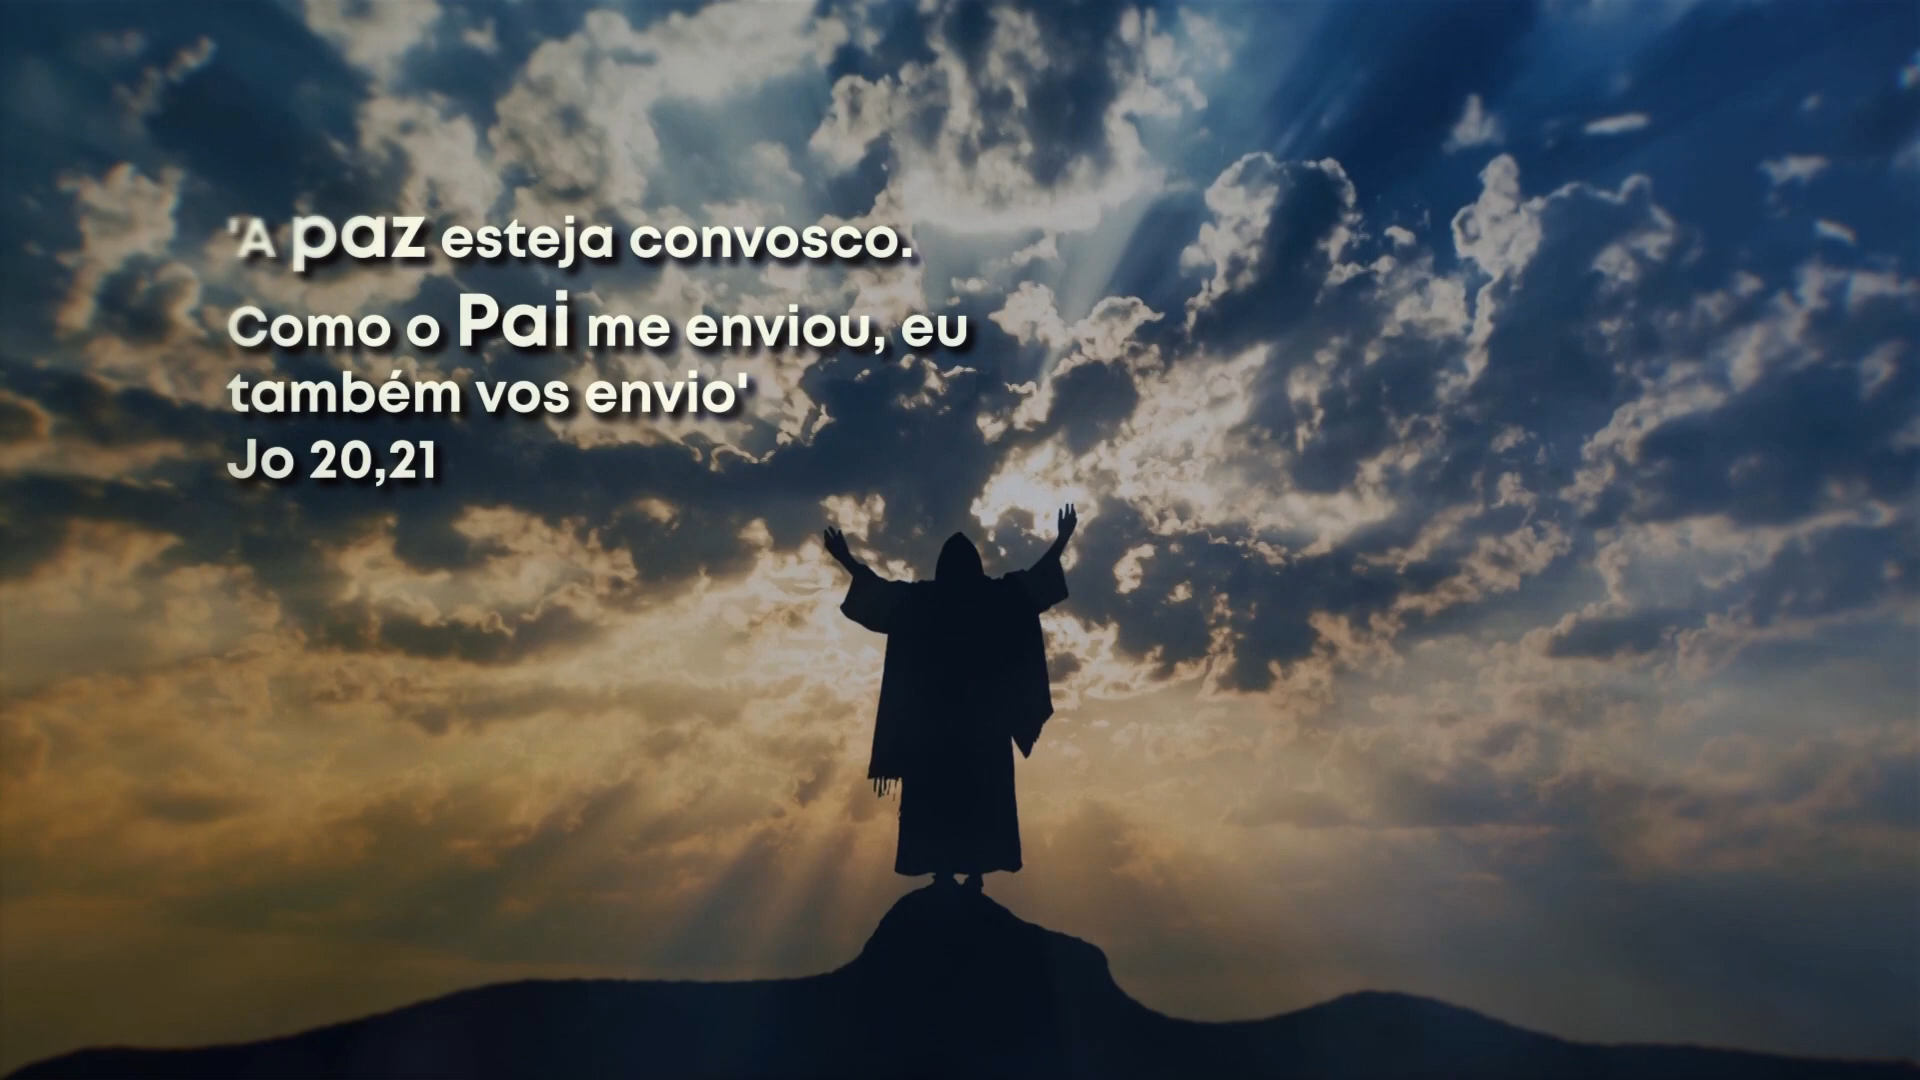 'A paz esteja convosco.
Como o Pai me enviou, eu
também vos envio'
Jo 20,21